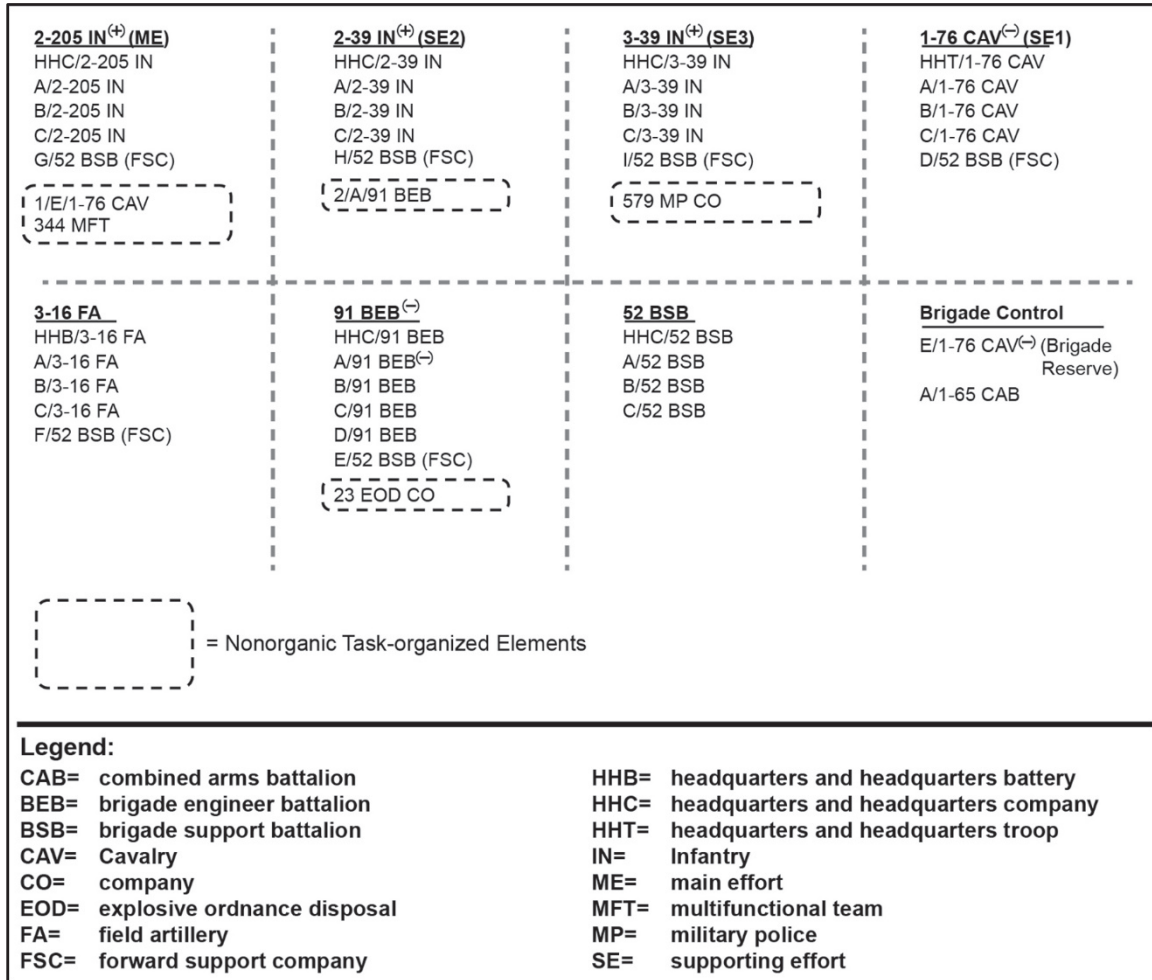 2-205 IN(+) (ME)
HHC/2-205 IN
A/2-205 IN
B/2-205 IN
C/2-205 IN
G/52 BSB (FSC)
1/E/1-76 CAV
344 MFT
2-39 IN(+) (SE2)
HHC/2-39 IN
A/2-39 IN
B/2-39 IN
C/2-39 IN
H/52 BSB (FSC)
2/A/91 BEB
3-39 IN(+) (SE3)
HHC/3-39 IN
A/3-39 IN
B/3-39 IN
C/3-39 IN
I/52 BSB (FSC)
579 MP CO
1-76 CAV(−) (SE1)
HHT/1-76 CAV
A/1-76 CAV
B/1-76 CAV
C/1-76 CAV
D/52 BSB (FSC)
3-16 FA
HHB/3-16 FA
A/3-16 FA
B/3-16 FA
C/3-16 FA
F/52 BSB (FSC)
91 BEB(−)
HHC/91 BEB
A/91 BEB(−)
B/91 BEB
C/91 BEB
D/91 BEB
E/52 BSB (FSC)
23 EOD CO
52 BSB
HHC/52 BSB
A/52 BSB
B/52 BSB
C/52 BSB
Brigade Control
E/1-76 CAV(−) (Brigade
Reserve)
A/1-65 CAB
= Nonorganic Task-organized Elements
Legend:
CAB= combined arms battalion
BEB= brigade engineer battalion
BSB= brigade support battalion
CAV= Cavalry
CO= company
EOD= explosive ordnance disposal
FA= field artillery
FSC= forward support company
HHB= headquarters and headquarters battery
HHC= headquarters and headquarters company
HHT= headquarters and headquarters troop
IN= Infantry
ME= main effort
MFT= multifunctional team
MP= military police
SE= supporting effort